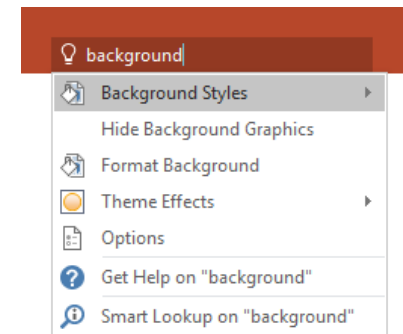 background
Background Styles
Hide Background Graphics
Format Background
Theme Effects
Options
Get Help on "background"
Smart Lookup on "background"